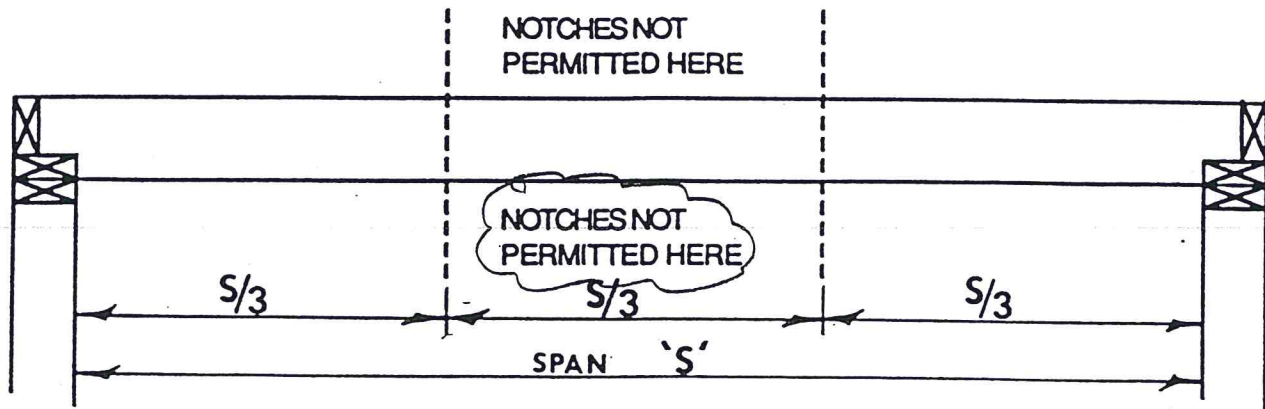 NOTCHES NOT
PERMITTED HERE
NOTCHES NOT
PERMITTED HERE
S/3
S/3
S/3
SPAN 'S'